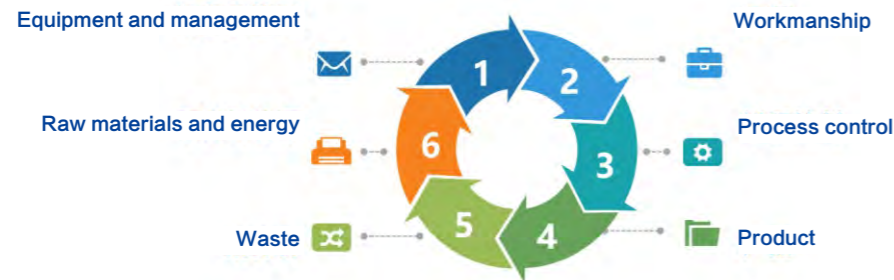 Equipment and management
Workmanship
1
2
Raw materials and energy
Process control
6
3
Waste
5
4
Product